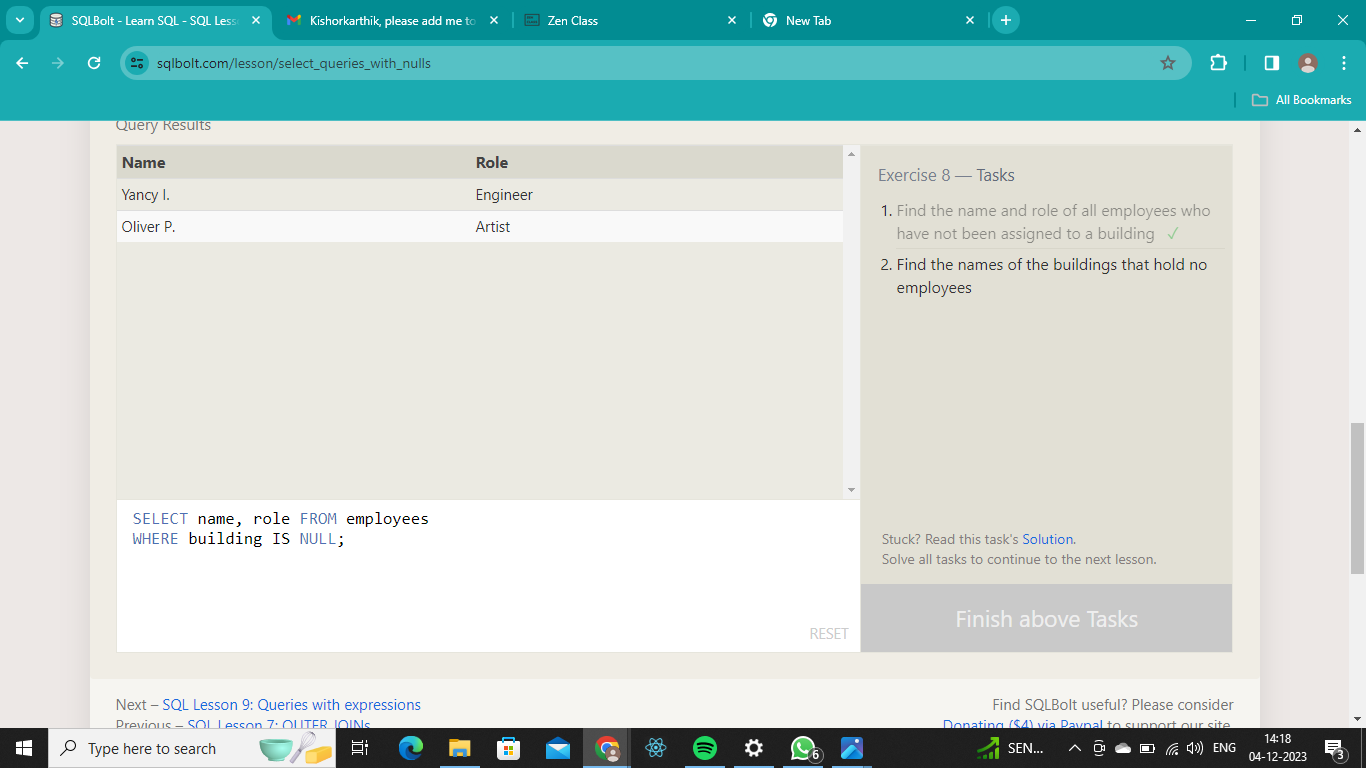 SQLBolt - Learn SQL - SQL Less
Kishorkarthik, please add me to
Zen Class
New Tab
sqlbolt.com/lesson/select_queries_with_nulls
All Bookmarks
Query Results
Name Role
Yancy I. Engineer
Oliver P. Artist
Exercise 8 — Tasks
1. Find the name and role of all employees who
have not been assigned to a building ✓
2. Find the names of the buildings that hold no
employees
SELECT name, role FROM employees
WHERE building IS NULL;
RESET
Stuck? Read this task's Solution.
Solve all tasks to continue to the next lesson.
Finish above Tasks
Next – SQL Lesson 9: Queries with expressions
Previous – SQL Lesson 7: OUTER JOINs
Find SQLBolt useful? Please consider
Donating ($4) via Paypal to support our site.
Type here to search
6
SEN...
ENG
14:18
04-12-2023
3